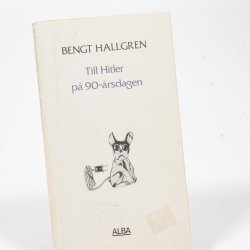 BENGT HALLGREN
Till Hitler
på 90-årsdagen
ALBA